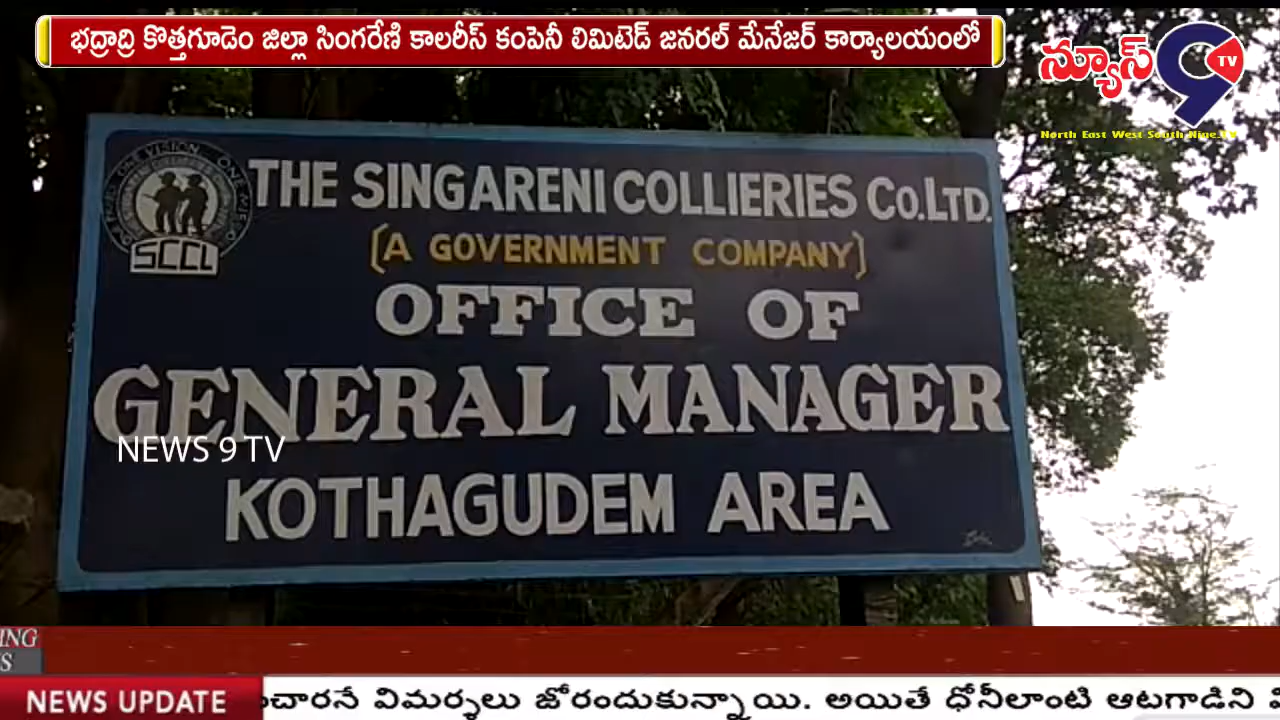 భద్రాద్రి కొత్తగూడెం జిల్లా సింగరేణి కాలరీస్ కంపెనీ లిమిటెడ్ జనరల్ మేనేజర్ కార్యాలయంలో
న్యూస్ 9 TV
North East West South Nine.TV
THE SINGARENI COLLIERIES CO.LTD.
SCCL
(A GOVERNMENT COMPANY)
OFFICE OF
GENERAL MANAGER
NEWS 9 TV
KOTHAGUDEM AREA
NEWS UPDATE
విమర్శలు జోరందుకున్నాయి. అయితే ధోనీలాంటి ఆటగాడిని